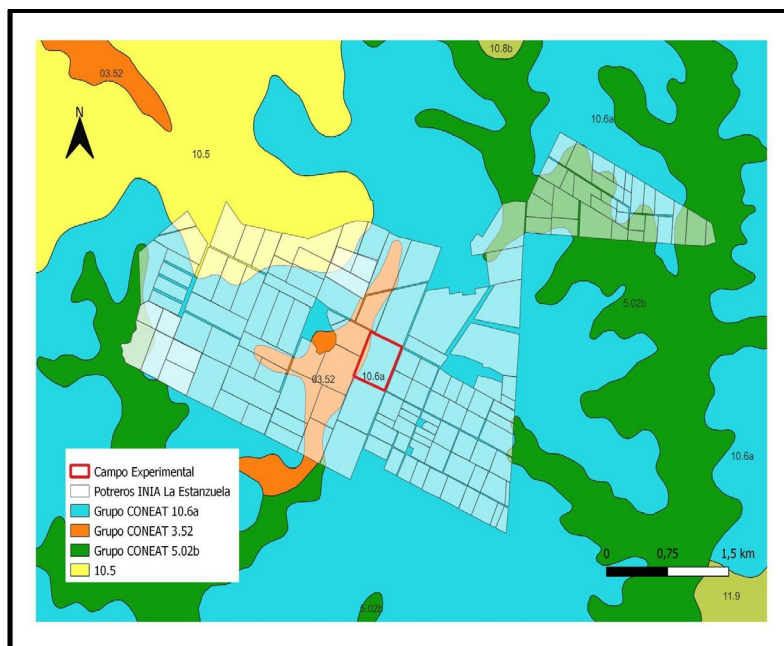 03.52
10.8b
10.6a
N
10.5
5.02b
03.52
10.6a
10.6a
Campo Experimental
Potreros INIA La Estanzuela
Grupo CONEAT 10.6a
Grupo CONEAT 3.52
Grupo CONEAT 5.02b
10.5
0 0,75 1,5 km
11.9
5.02b